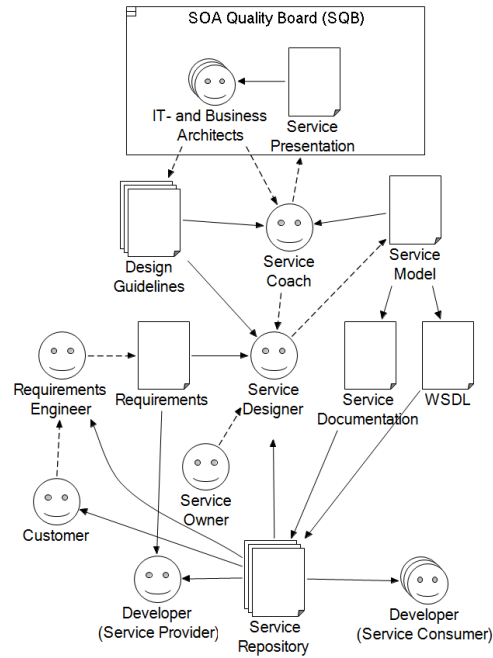 SOA Quality Board (SQB)
IT- and Business
Architects
Service
Presentation
Design
Guidelines
Service
Coach
Service
Model
Requirements
Engineer
Requirements
Service
Designer
Service
Documentation
WSDL
Customer
Service
Owner
Developer
(Service Provider)
Service
Repository
Developer
(Service Consumer)